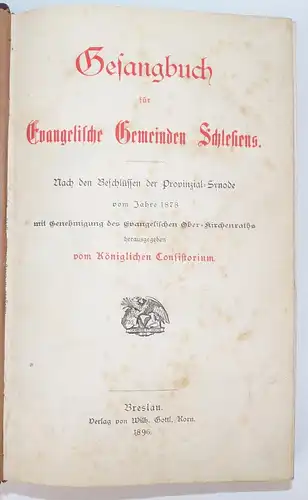 Gesangbuch
für
Evangelische Gemeinden Schlesiens.
Nach den Beschlüssen der Provinzial-Synode
vom Jahre 1878
mit Genehmigung des Evangelischen Ober-Kirchenraths
herausgegeben
vom Königlichen Consistorium.
Breslau.
Verlag von Wilh. Gottl. Korn.
1896.